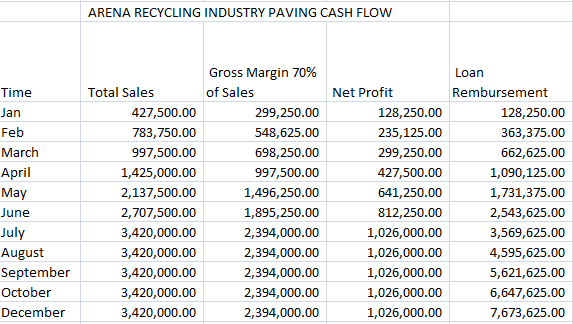 ARENA RECYCLING INDUSTRY PAVING CASH FLOW
Gross Margin 70% Loan
Time Total Sales of Sales Net Profit Rembursement
Jan 427,500.00 299,250.00 128,250.00 128,250.00
Feb 783,750.00 548,625.00 235,125.00 363,375.00
March 997,500.00 698,250.00 299,250.00 662,625.00
April 1,425,000.00 997,500.00 427,500.00 1,090,125.00
May 2,137,500.00 1,496,250.00 641,250.00 1,731,375.00
June 2,707,500.00 1,895,250.00 812,250.00 2,543,625.00
July 3,420,000.00 2,394,000.00 1,026,000.00 3,569,625.00
August 3,420,000.00 2,394,000.00 1,026,000.00 4,595,625.00
September 3,420,000.00 2,394,000.00 1,026,000.00 5,621,625.00
October 3,420,000.00 2,394,000.00 1,026,000.00 6,647,625.00
December 3,420,000.00 2,394,000.00 1,026,000.00 7,673,625.00